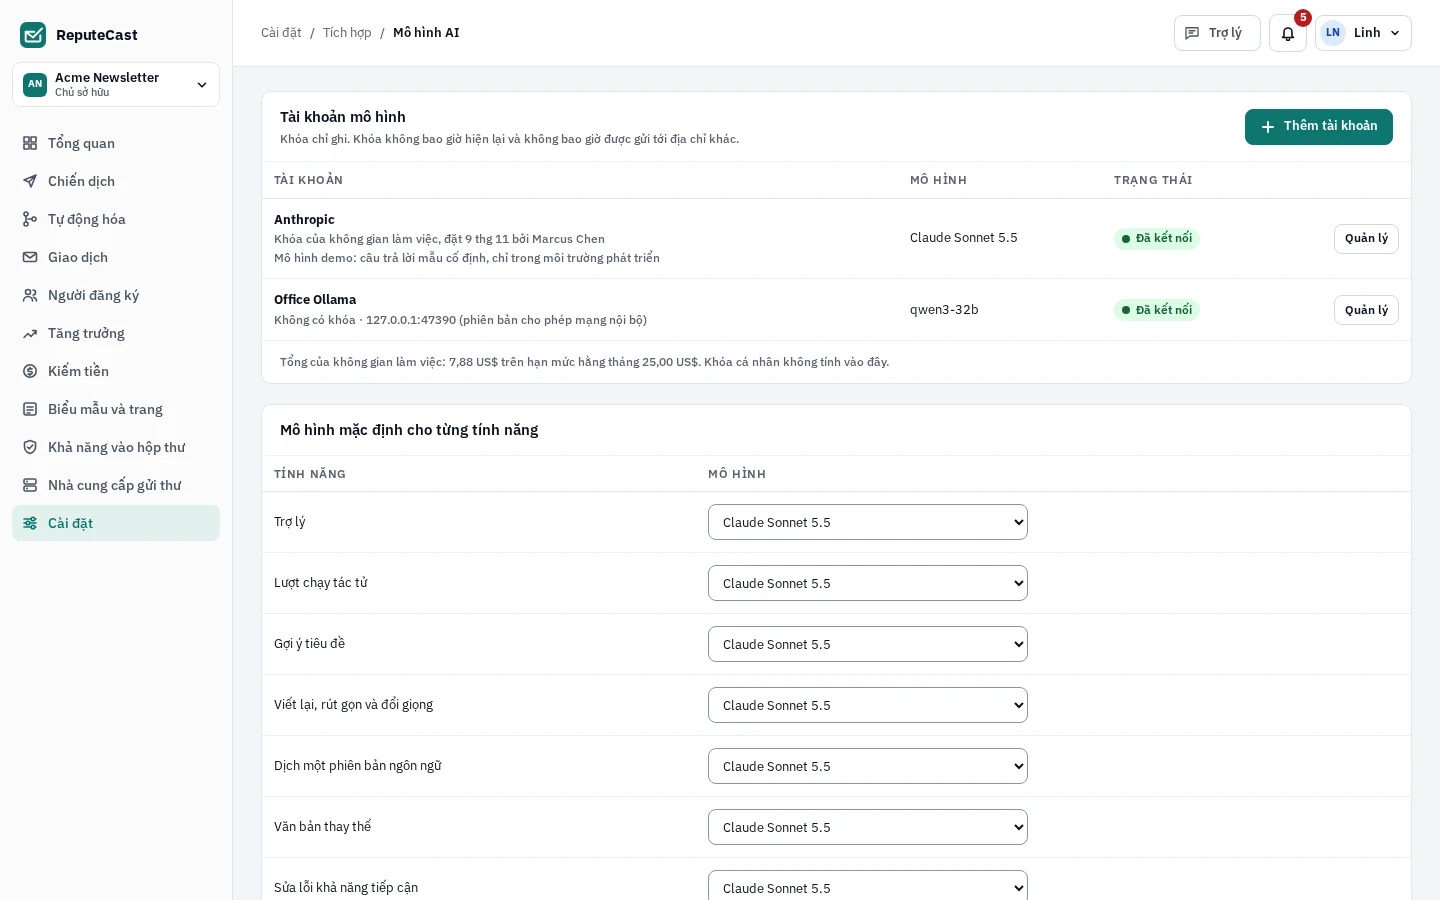 ReputeCast
AN
Acme Newsletter
Chủ sở hữu
Tổng quan
Chiến dịch
Tự động hóa
Giao dịch
Người đăng ký
Tăng trưởng
Kiếm tiền
Biểu mẫu và trang
Khả năng vào hộp thư
Nhà cung cấp gửi thư
Cài đặt
Cài đặt / Tích hợp / Mô hình AI
Trợ lý
5
LN
Linh
Tài khoản mô hình
Khóa chỉ ghi. Khóa không bao giờ hiện lại và không bao giờ được gửi tới địa chỉ khác.
Thêm tài khoản
TÀI KHOẢN
MÔ HÌNH
TRẠNG THÁI
Anthropic
Khóa của không gian làm việc, đặt 9 thg 11 bởi Marcus Chen
Mô hình demo: câu trả lời mẫu cố định, chỉ trong môi trường phát triển
Claude Sonnet 5.5
Đã kết nối
Quản lý
Office Ollama
Không có khóa · 127.0.0.1:47390 (phiên bản cho phép mạng nội bộ)
qwen3-32b
Đã kết nối
Quản lý
Tổng của không gian làm việc: 7,88 US$ trên hạn mức hằng tháng 25,00 US$. Khóa cá nhân không tính vào đây.
Mô hình mặc định cho từng tính năng
TÍNH NĂNG
MÔ HÌNH
Trợ lý
Claude Sonnet 5.5
Lượt chạy tác tử
Claude Sonnet 5.5
Gợi ý tiêu đề
Claude Sonnet 5.5
Viết lại, rút gọn và đổi giọng
Claude Sonnet 5.5
Dịch một phiên bản ngôn ngữ
Claude Sonnet 5.5
Văn bản thay thế
Claude Sonnet 5.5
Sửa lỗi khả năng tiếp cận
Claude Sonnet 5.5